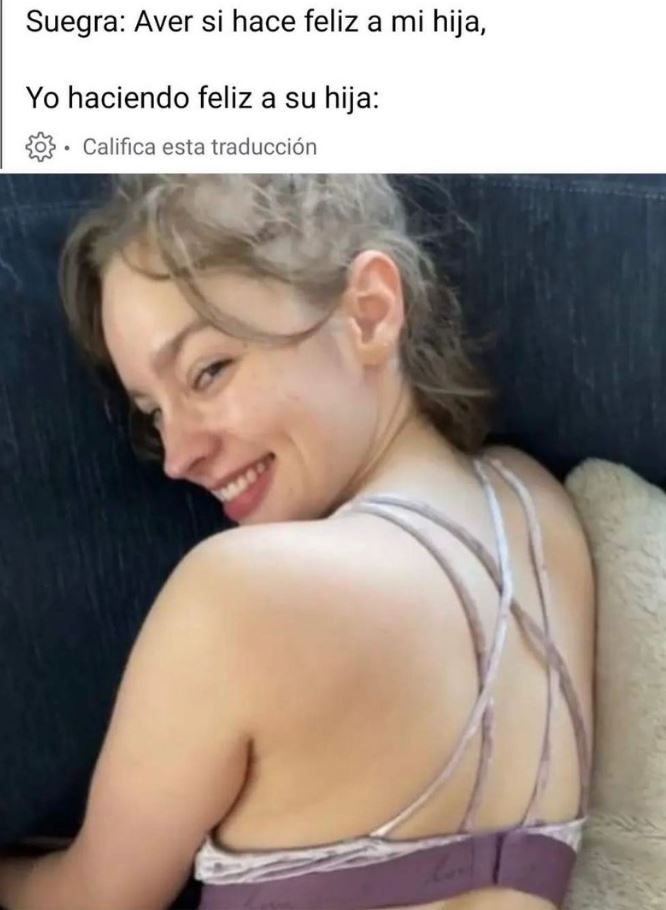 Suegra: Aver si hace feliz a mi hija,
Yo haciendo feliz a su hija:
Califica esta traducción